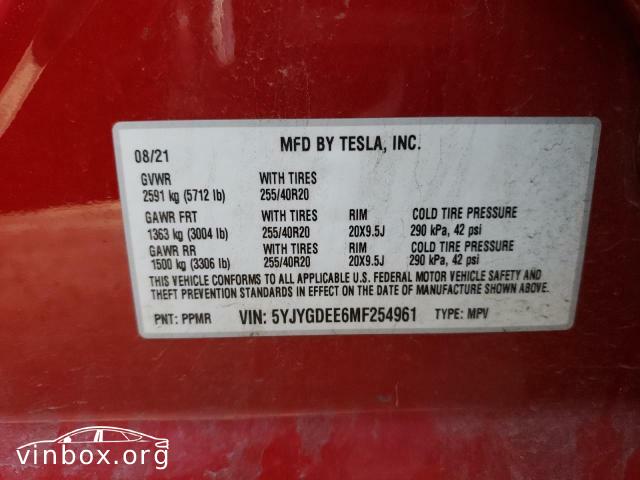 MFD BY TESLA, INC.
08/21
GVWR WITH TIRES
2591 kg (5712 lb) 255/40R20
GAWR FRT WITH TIRES RIM COLD TIRE PRESSURE
1363 kg (3004 lb) 255/40R20 20X9.5J 290 kPa, 42 psi
GAWR RR WITH TIRES RIM COLD TIRE PRESSURE
1500 kg (3306 lb) 255/40R20 20X9.5J 290 kPa, 42 psi
THIS VEHICLE CONFORMS TO ALL APPLICABLE U.S. FEDERAL MOTOR VEHICLE SAFETY AND
THEFT PREVENTION STANDARDS IN EFFECT ON THE DATE OF MANUFACTURE SHOWN ABOVE.
PNT: PPMR VIN: 5YJYGDEE6MF254961 TYPE: MPV
vinbox.org